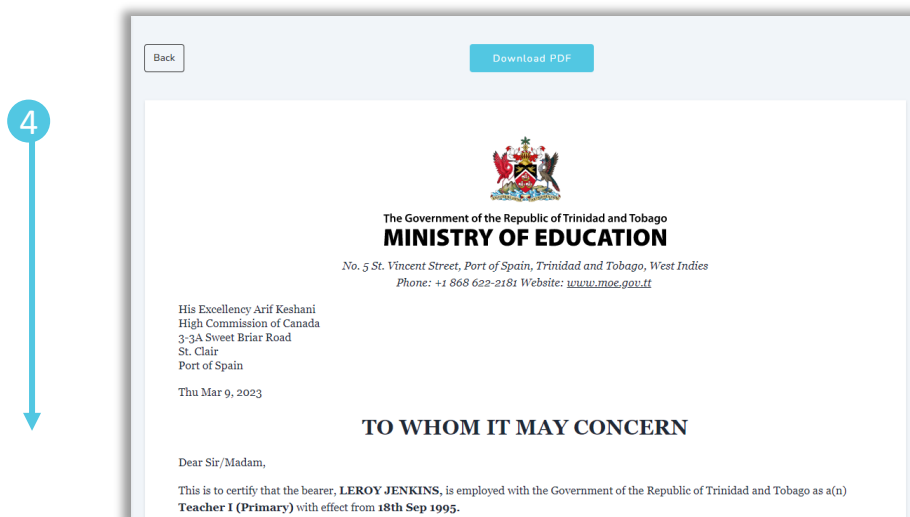 Back
Download PDF
4
The Government of the Republic of Trinidad and Tobago
MINISTRY OF EDUCATION
No. 5 St. Vincent Street, Port of Spain, Trinidad and Tobago, West Indies
Phone: +1 868 622-2181 Website: www.moe.gov.tt
His Excellency Arif Keshani
High Commission of Canada
3-3A Sweet Briar Road
St. Clair
Port of Spain
Thu Mar 9, 2023
TO WHOM IT MAY CONCERN
Dear Sir/Madam,
This is to certify that the bearer, LEROY JENKINS, is employed with the Government of the Republic of Trinidad and Tobago as a(n)
Teacher I (Primary) with effect from 18th Sep 1995.